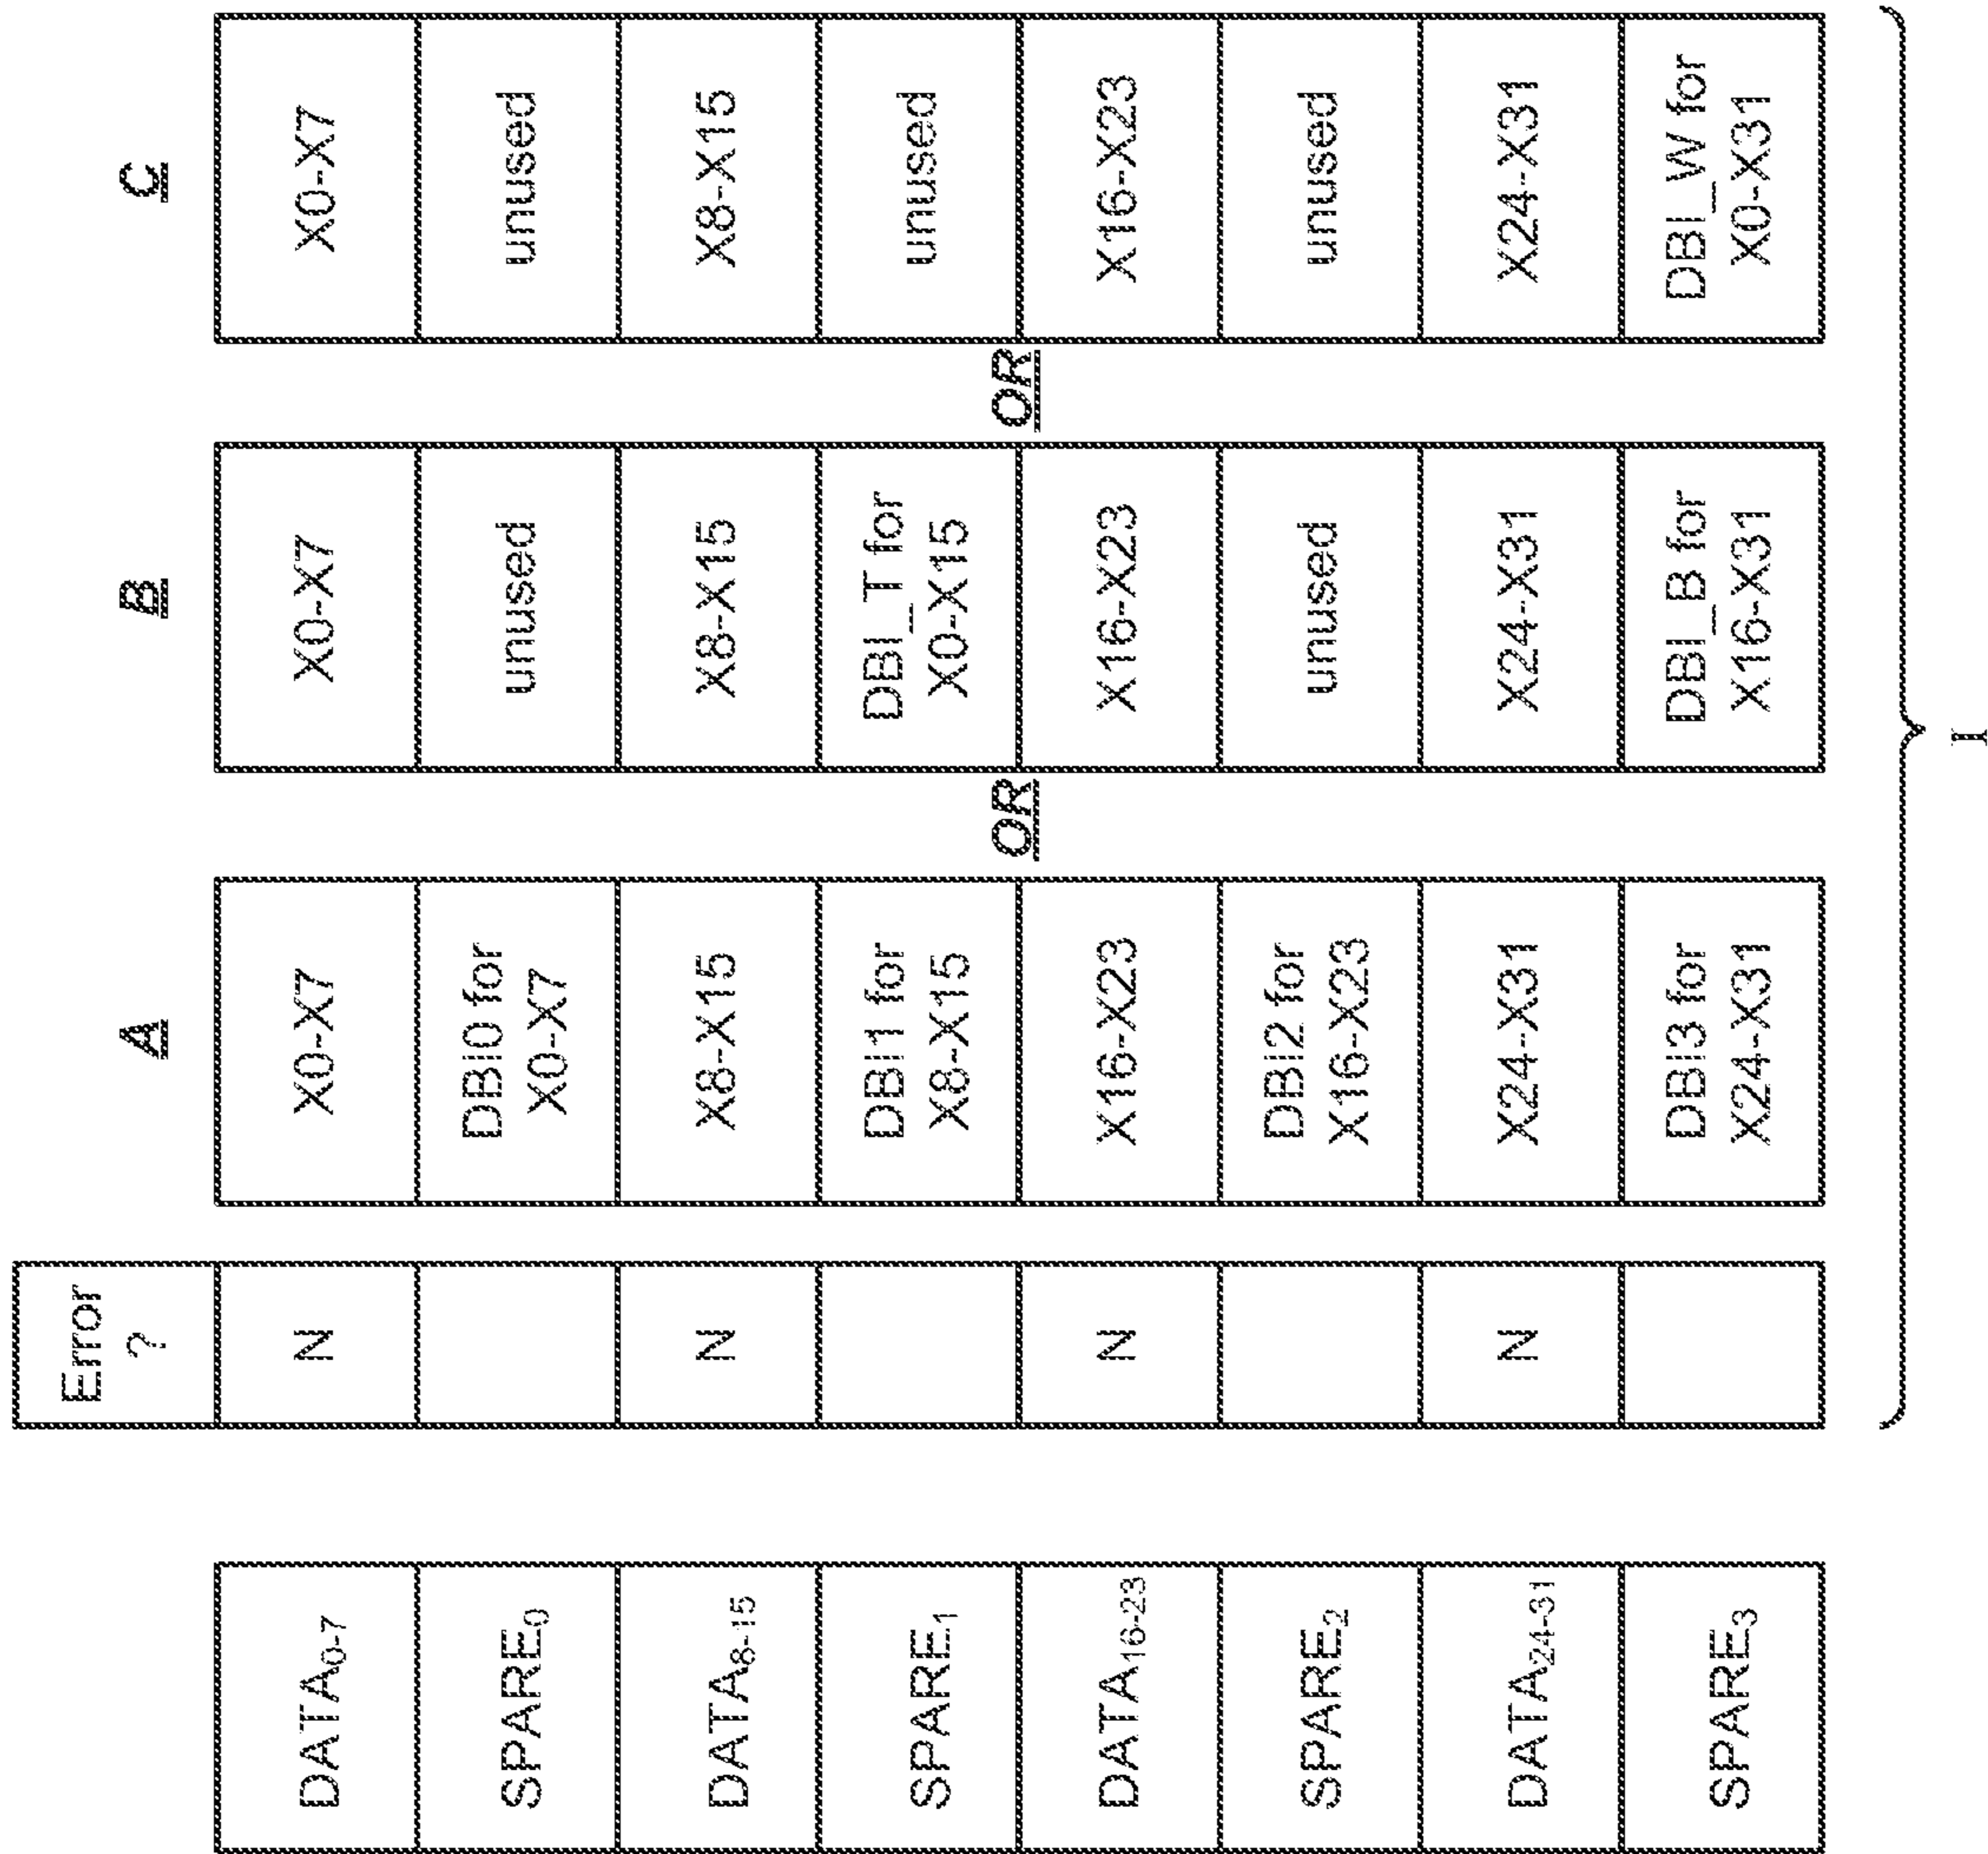 DATA0-7
SPARE0
DATA8-15
SPARE1
DATA16-23
SPARE2
DATA24-31
SPARE3
Error
?
N
N
N
N
A
X0-X7
DBI0 for
X0-X7
X8-X15
DBI1 for
X8-X15
X16-X23
DBI2 for
X16-X23
X24-X31
DBI3 for
X24-X31
OR
B
X0-X7
unused
X8-X15
DBI_T for
X0-X15
X16-X23
unused
X24-X31
DBI_B for
X16-X31
OR
C
X0-X7
unused
X8-X15
unused
X16-X23
unused
X24-X31
DBI_W for
X0-X31
I